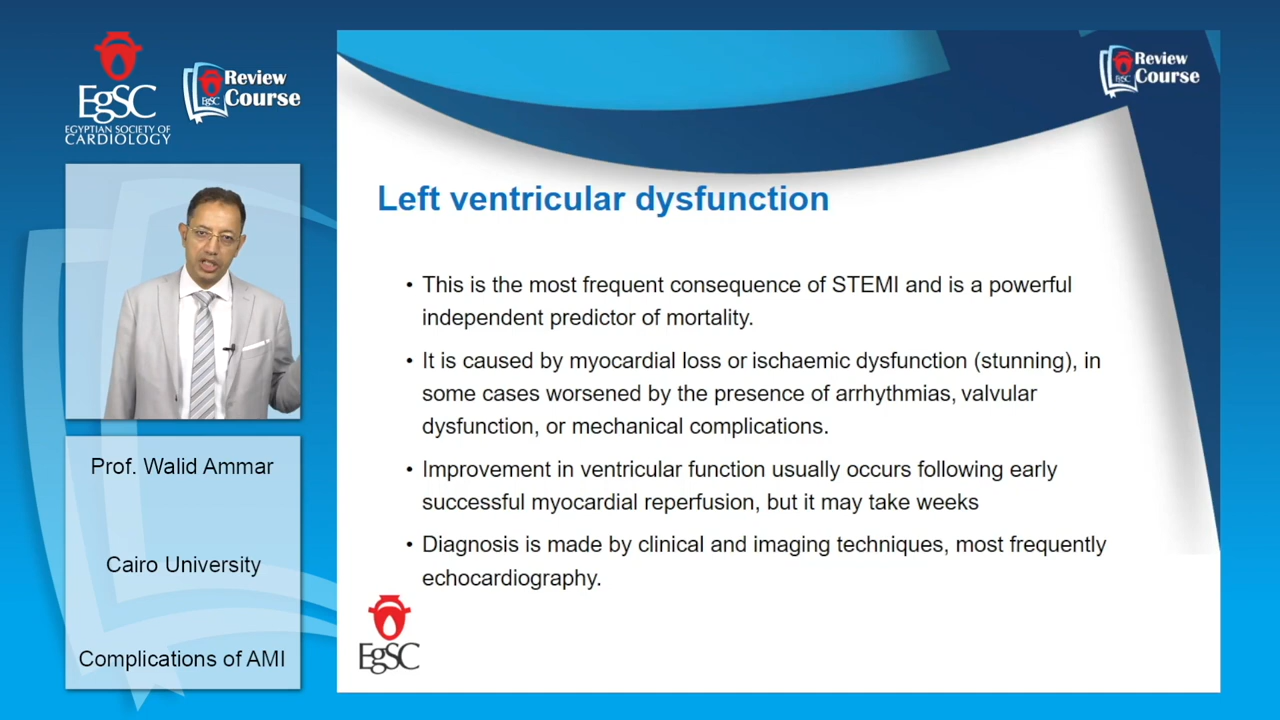 EgSC
EGYPTIAN SOCIETY OF
CARDIOLOGY
EgSC
Review
Course
Prof. Walid Ammar
Cairo University
Complications of AMI
EgSC
Review
Course
Left ventricular dysfunction
• This is the most frequent consequence of STEMI and is a powerful
independent predictor of mortality.
• It is caused by myocardial loss or ischaemic dysfunction (stunning), in
some cases worsened by the presence of arrhythmias, valvular
dysfunction, or mechanical complications.
• Improvement in ventricular function usually occurs following early
successful myocardial reperfusion, but it may take weeks
• Diagnosis is made by clinical and imaging techniques, most frequently
echocardiography.
EgSC